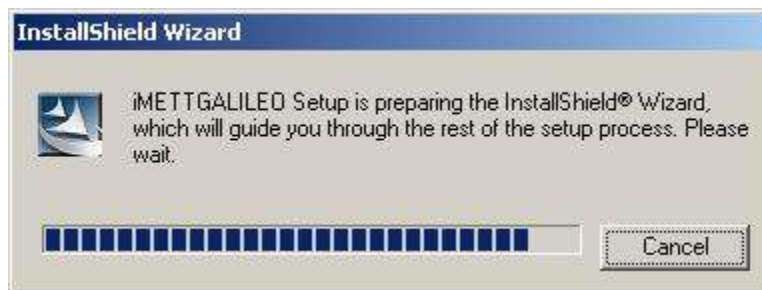 InstallShield Wizard
iMETTGALILEO Setup is preparing the InstallShield® Wizard,
which will guide you through the rest of the setup process. Please
wait.
Cancel